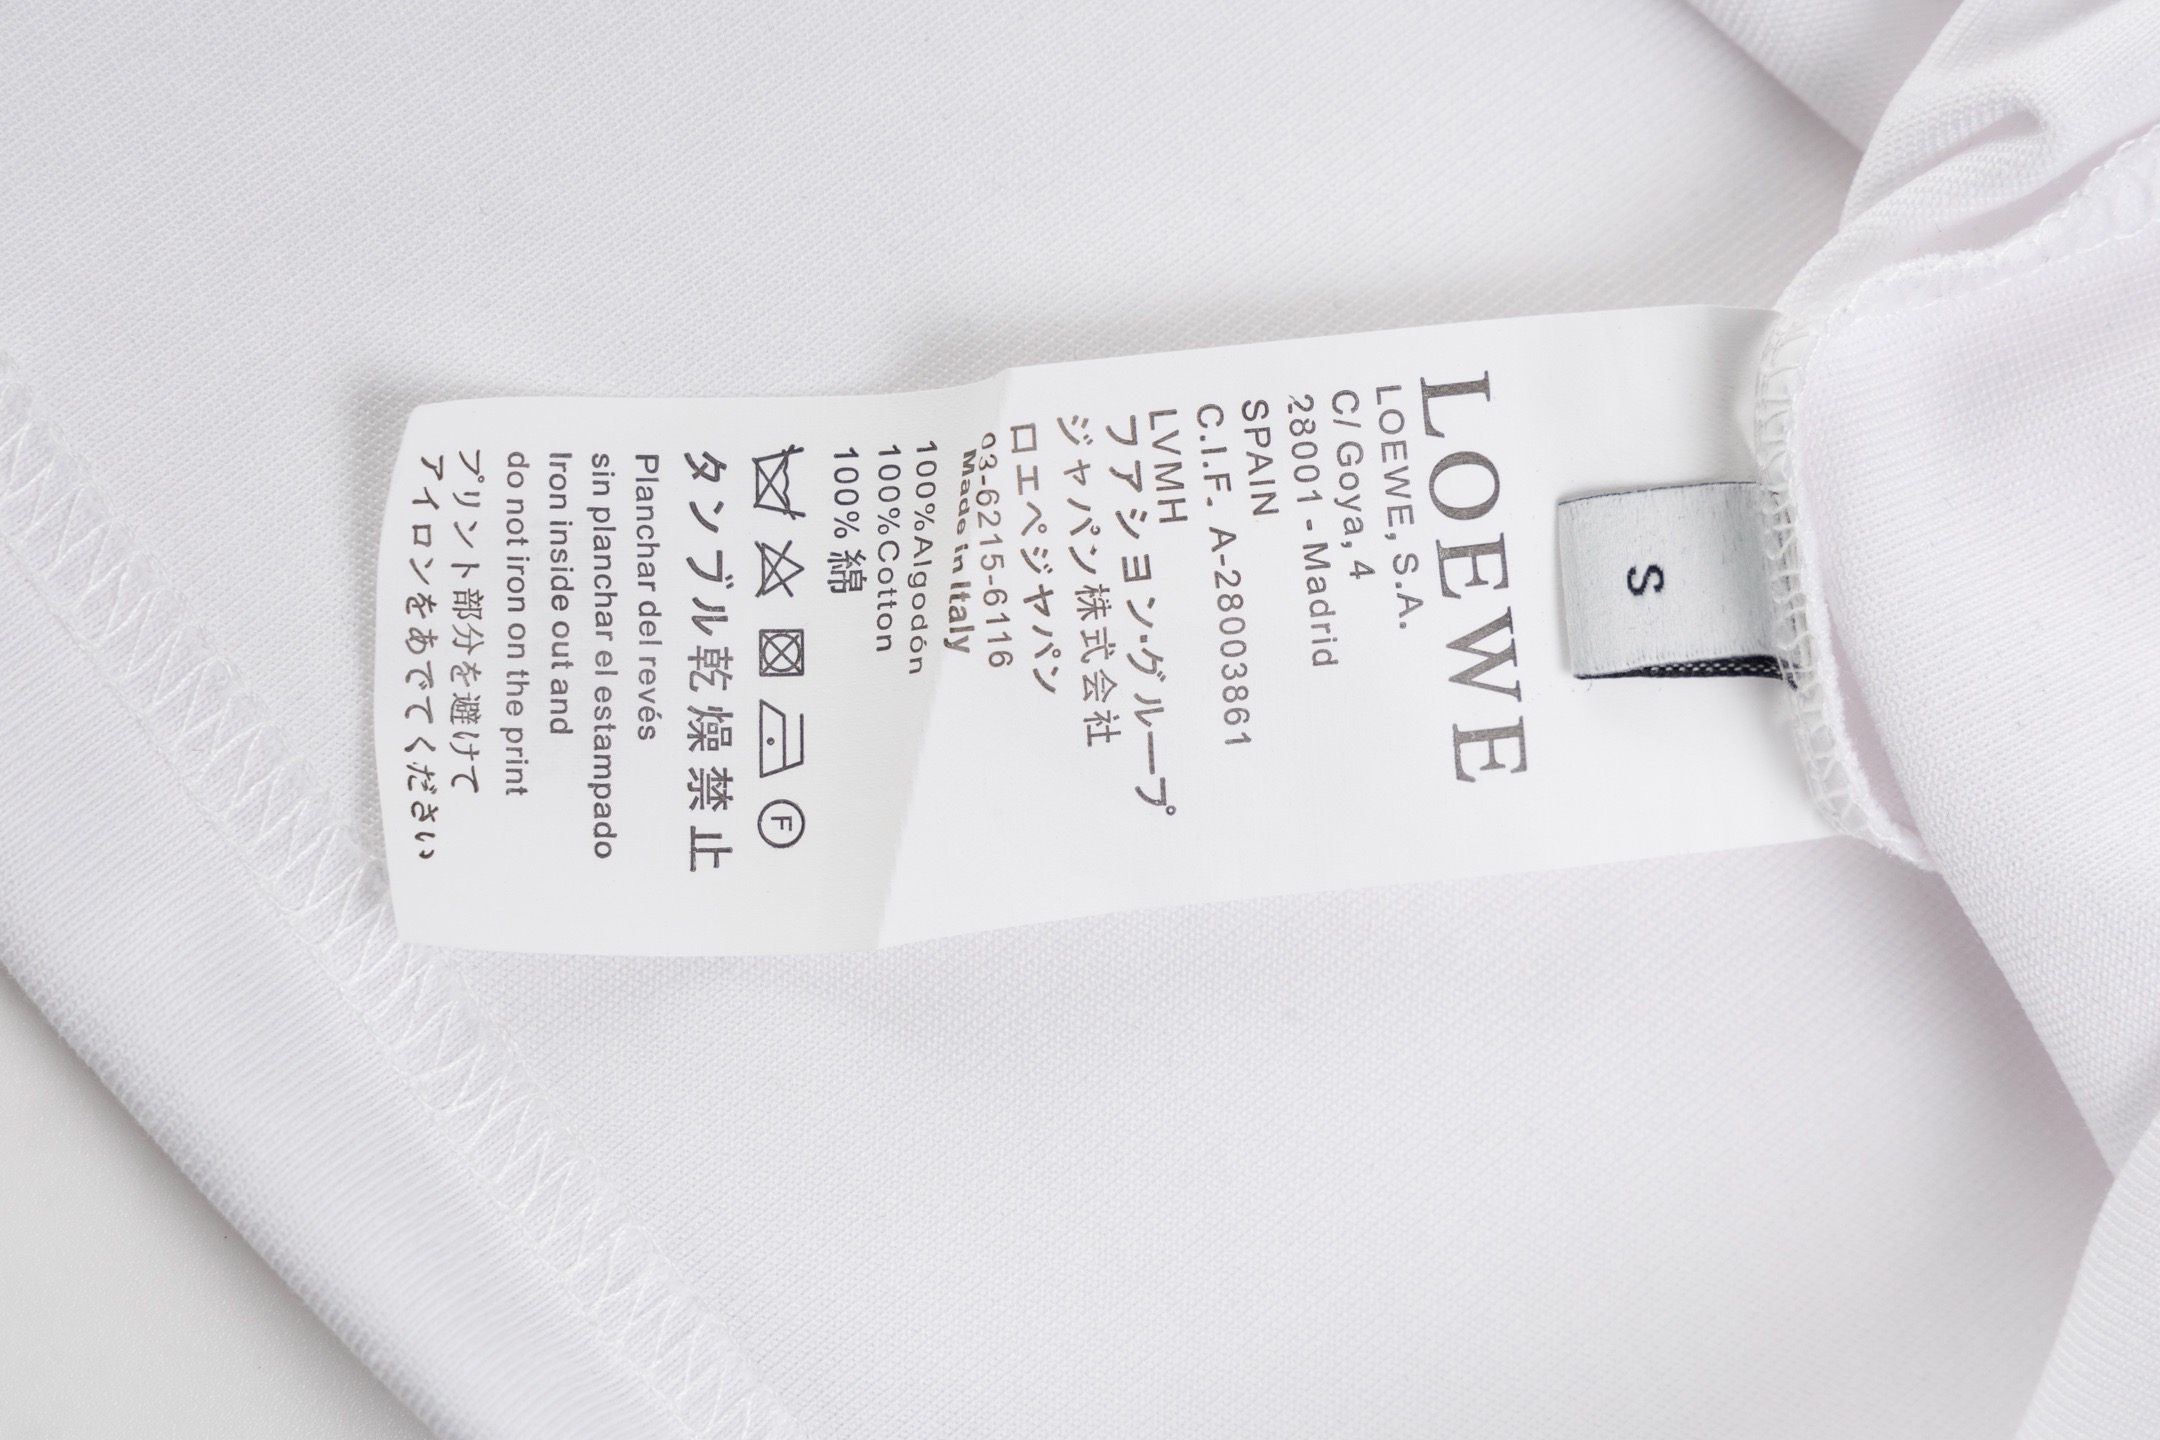 S
LOEWE
LOEWE, S.A.
C/Goya, 4
28001 - Madrid
SPAIN
C.I.F. A-28003861
LVMH
ファション・グループ
ジャパン株式会社
ロエベジャパン
03-6215-6116
Made in Italy
100%Algodón
100%Cotton
100%綿
F
タンブル乾燥禁止
Planchar del revés
sin planchar el estampado
Iron inside out and
do not iron on the print
プリント部分を避けて
アイロンをあでてください